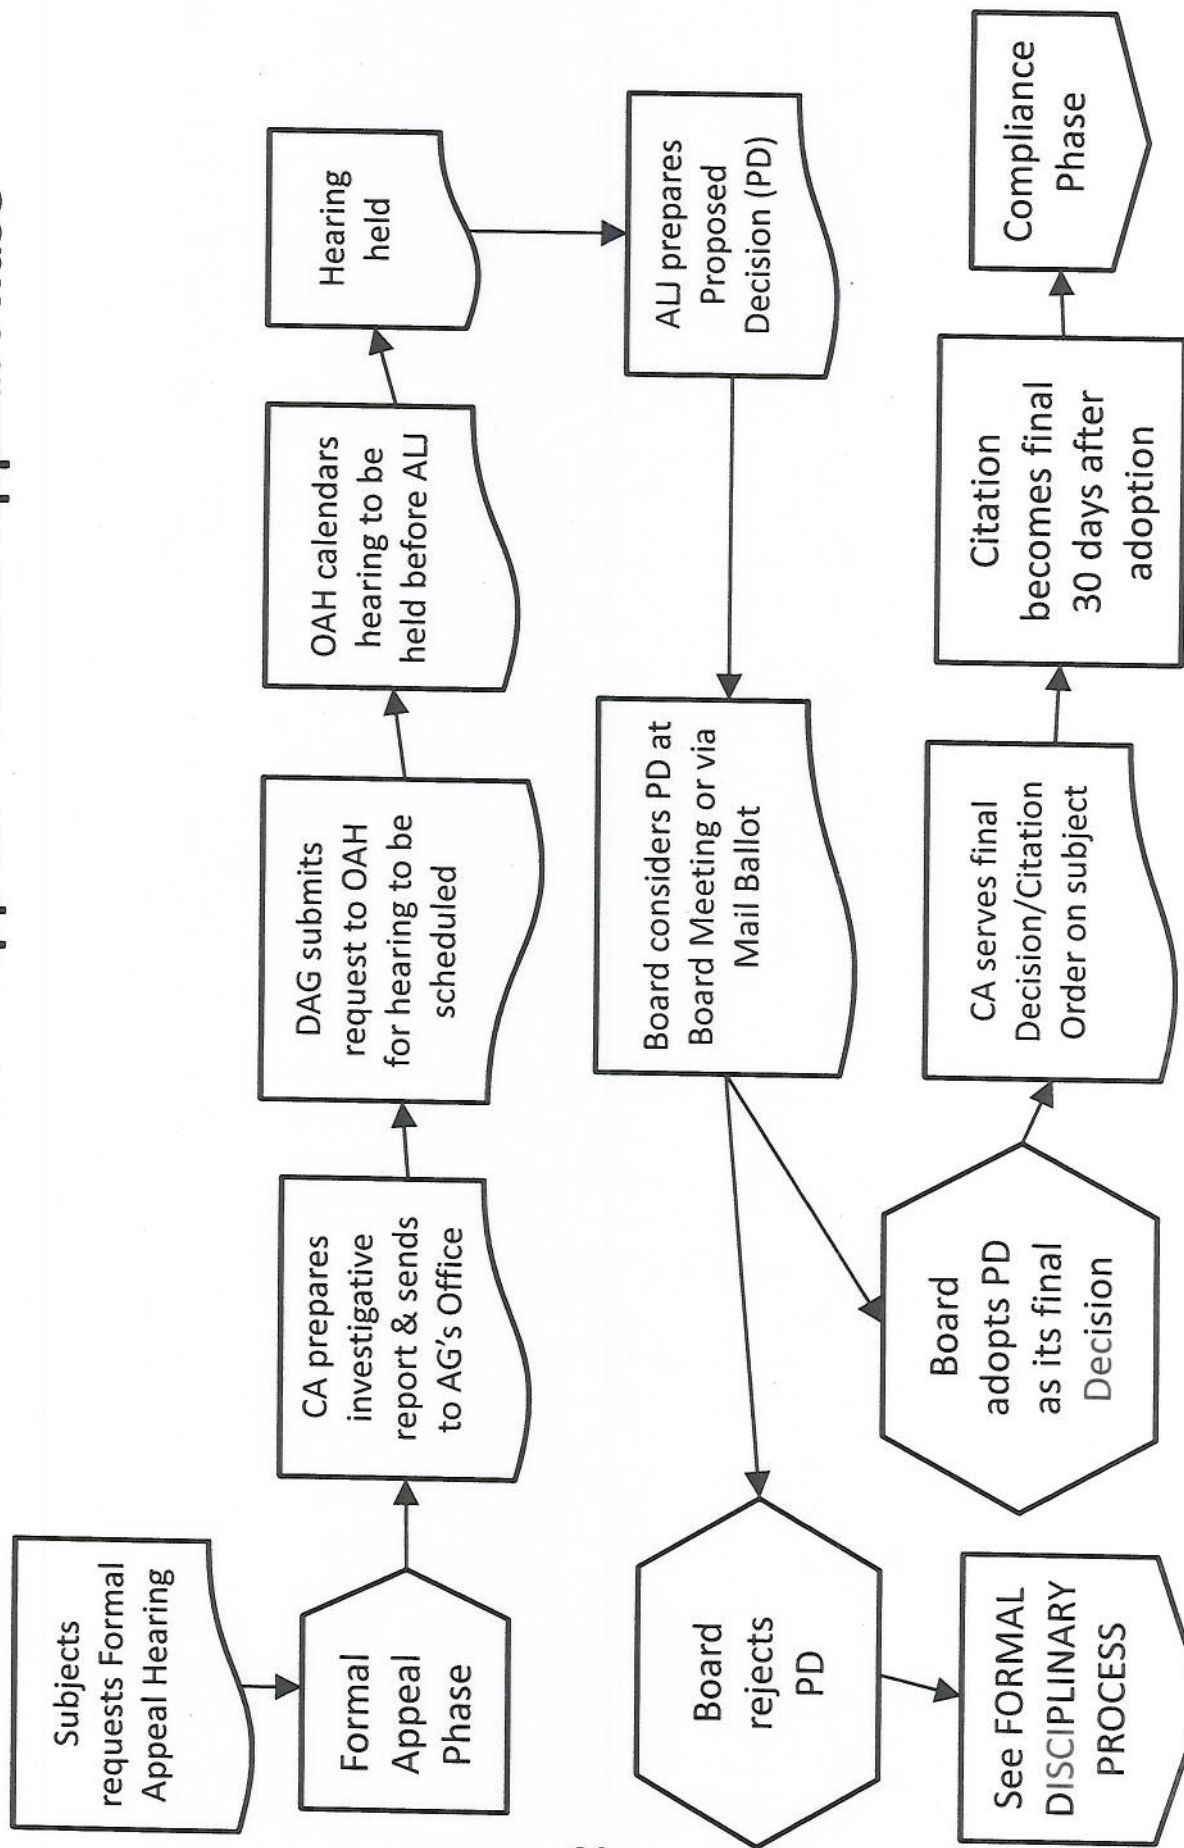 Subjects
requests Formal
Appeal Hearing
Formal
Appeal
Phase
CA prepares
investigative
report & sends
to AG's Office
DAG submits
request to OAH
for hearing to be
scheduled
OAH calendars
hearing to be
held before ALJ
Hearing
held
ALJ prepares
Proposed
Decision (PD)
Board considers PD at
Board Meeting or via
Mail Ballot
Board
rejects
PD
See FORMAL
DISCIPLINARY
PROCESS
Board
adopts PD
as its final
Decision
CA serves final
Decision/Citation
Order on subject
Citation
becomes final
30 days after
adoption
Compliance
Phase